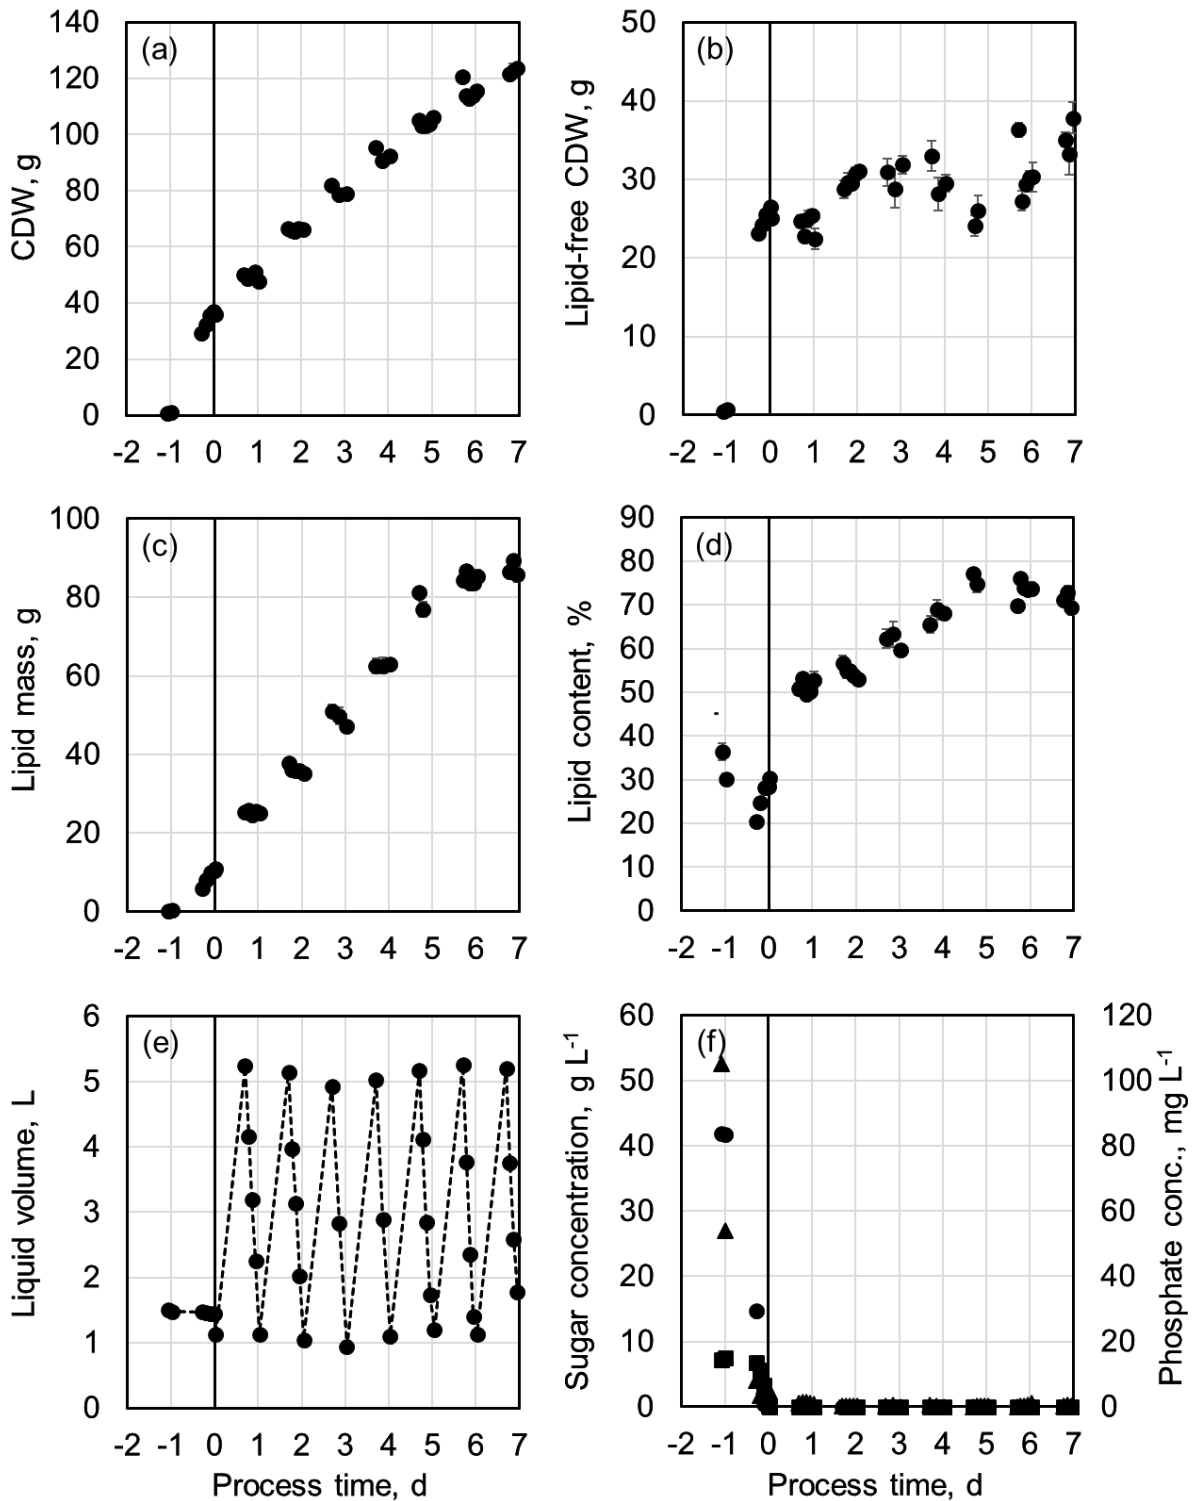 (a)
CDW, g
140
120
100
80
60
40
20
0
-2 -1 0 1 2 3 4 5 6 7
(b)
Lipid-free CDW, g
50
40
30
20
10
0
-2 -1 0 1 2 3 4 5 6 7
(c)
Lipid mass, g
100
80
60
40
20
0
-2 -1 0 1 2 3 4 5 6 7
(d)
Lipid content, %
90
80
70
60
50
40
30
20
10
0
-2 -1 0 1 2 3 4 5 6 7
(e)
Liquid volume, L
6
5
4
3
2
1
0
-2 -1 0 1 2 3 4 5 6 7
Process time, d
(f)
Sugar concentration, g L⁻¹
60
50
40
30
20
10
0
120
100
80
60
40
20
0
Phosphate conc., mg L⁻¹
-2 -1 0 1 2 3 4 5 6 7
Process time, d